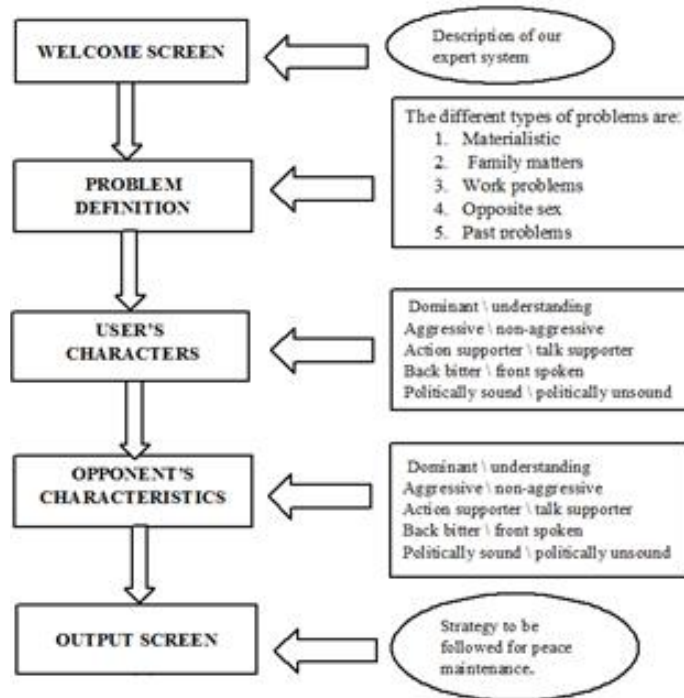 WELCOME SCREEN
Description of our
expert system
PROBLEM
DEFINITION
The different types of problems are:
1. Materialistic
2. Family matters
3. Work problems
4. Opposite sex
5. Past problems
USER'S
CHARACTERS
Dominant \ understanding
Aggressive \ non-aggressive
Action supporter \ talk supporter
Back bitter \ front spoken
Politically sound \ politically unsound
OPPONENT'S
CHARACTERISTICS
Dominant \ understanding
Aggressive \ non-aggressive
Action supporter \ talk supporter
Back bitter \ front spoken
Politically sound \ politically unsound
OUTPUT SCREEN
Strategy to be
followed for peace
maintenance.